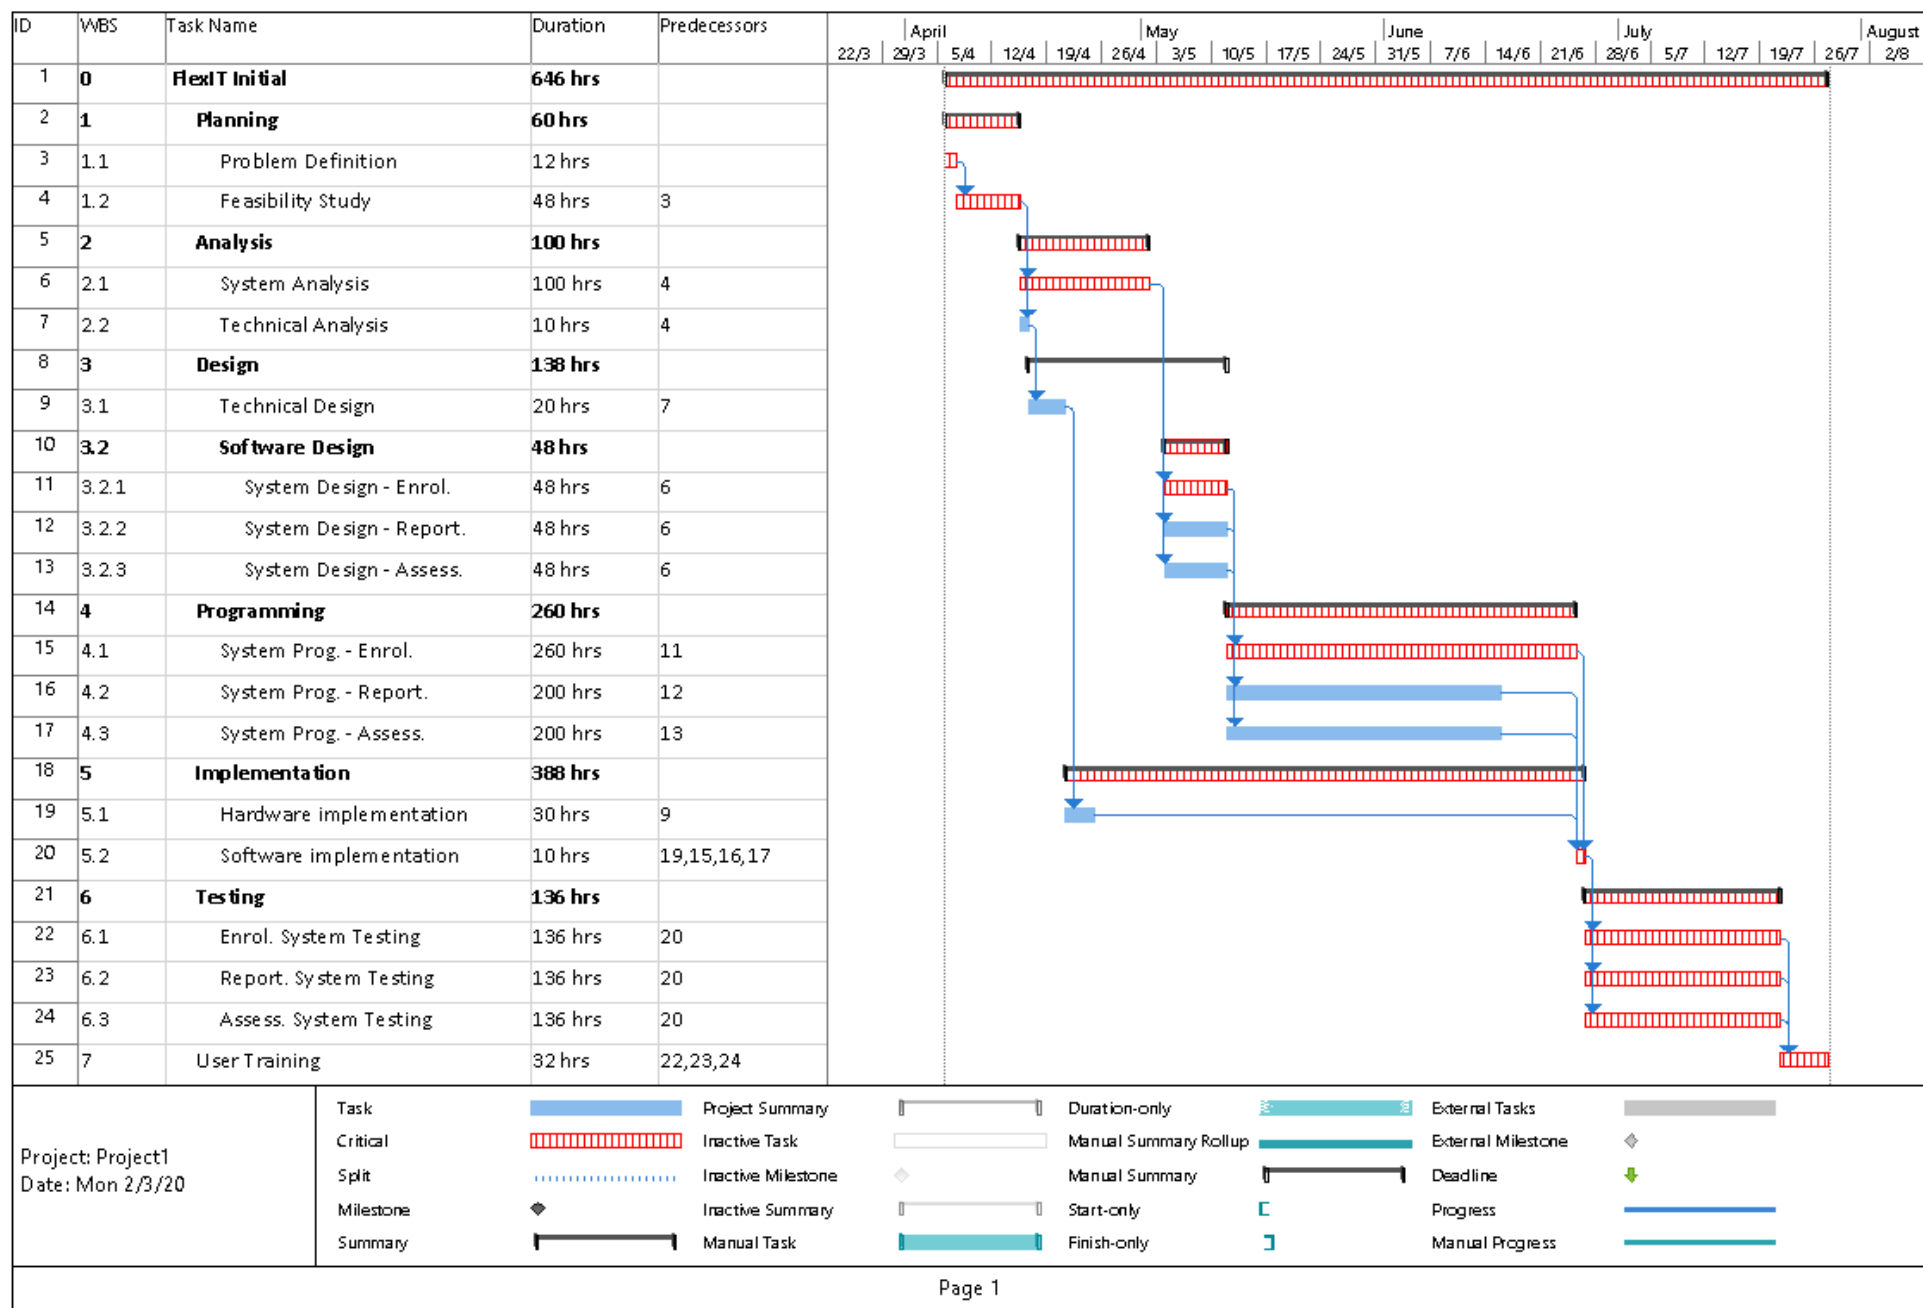 ID WBS Task Name Duration Predecessors
April May June July August
22/3 29/3 5/4 12/4 19/4 26/4 3/5 10/5 17/5 24/5 31/5 7/6 14/6 21/6 28/6 5/7 12/7 19/7 26/7 2/8
1 0 FlexIT Initial 646 hrs
2 1 Planning 60 hrs
3 1.1 Problem Definition 12 hrs
4 1.2 Feasibility Study 48 hrs 3
5 2 Analysis 100 hrs
6 2.1 System Analysis 100 hrs 4
7 2.2 Technical Analysis 10 hrs 4
8 3 Design 138 hrs
9 3.1 Technical Design 20 hrs 7
10 3.2 Software Design 48 hrs
11 3.2.1 System Design - Enrol. 48 hrs 6
12 3.2.2 System Design - Report. 48 hrs 6
13 3.2.3 System Design - Assess. 48 hrs 6
14 4 Programming 260 hrs
15 4.1 System Prog. - Enrol. 260 hrs 11
16 4.2 System Prog. - Report. 200 hrs 12
17 4.3 System Prog. - Assess. 200 hrs 13
18 5 Implementation 388 hrs
19 5.1 Hardware implementation 30 hrs 9
20 5.2 Software implementation 10 hrs 19,15,16,17
21 6 Testing 136 hrs
22 6.1 Enrol. System Testing 136 hrs 20
23 6.2 Report. System Testing 136 hrs 20
24 6.3 Assess. System Testing 136 hrs 20
25 7 User Training 32 hrs 22,23,24
Project: Project1
Date: Mon 2/3/20
Task Project Summary Duration-only External Tasks
Critical Inactive Task Manual Summary Rollup External Milestone
Split Inactive Milestone Manual Summary Deadline
Milestone Inactive Summary Start-only Progress
Summary Manual Task Finish-only Manual Progress
Page 1